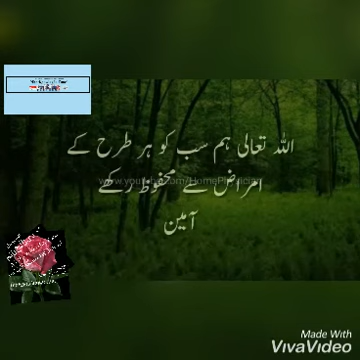 اللہ تعالی ہم سب کو ہر طرح کے
امراض سے محفوظ رکھے
آمین
Made With
VivaVideo